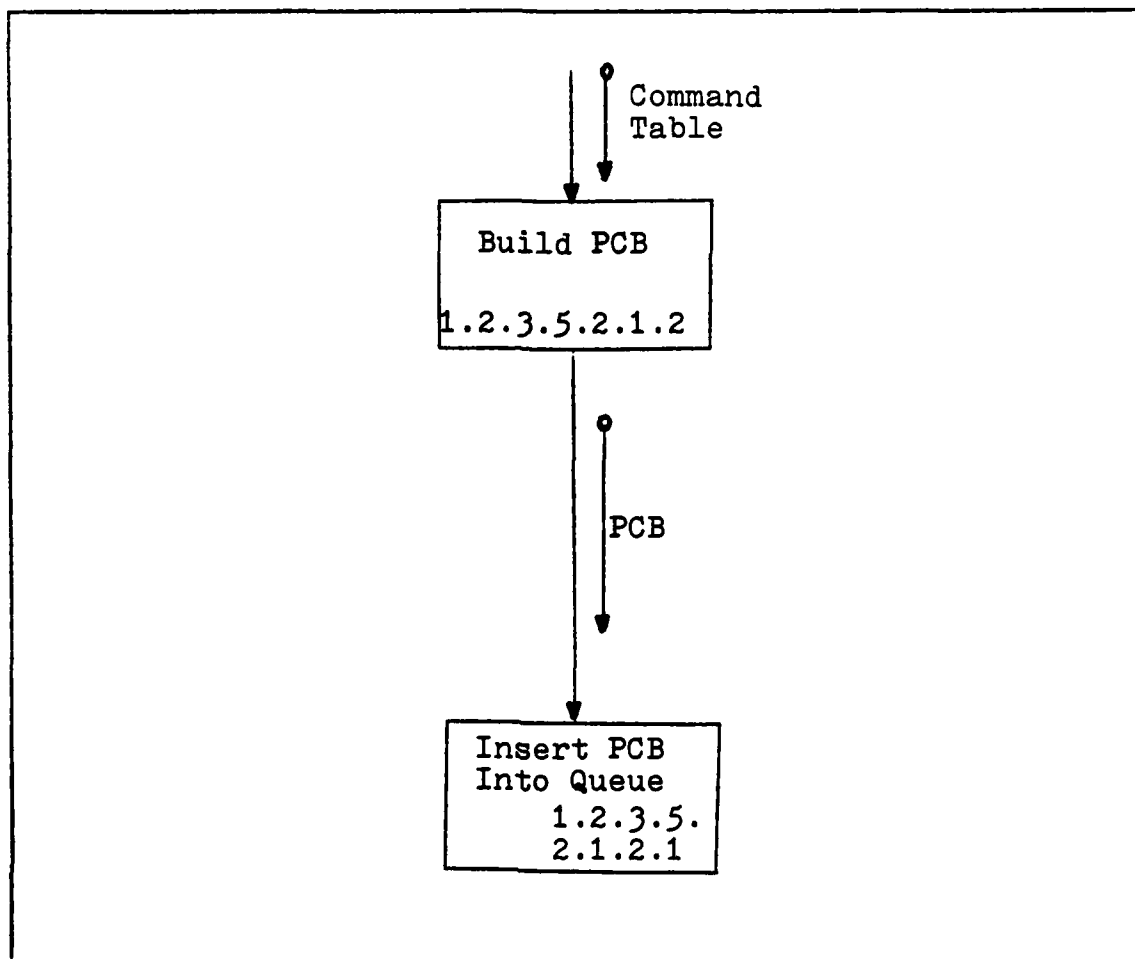 Command
Table
Build PCB
1.2.3.5.2.1.2
PCB
Insert PCB
Into Queue
1.2.3.5.
2.1.2.1